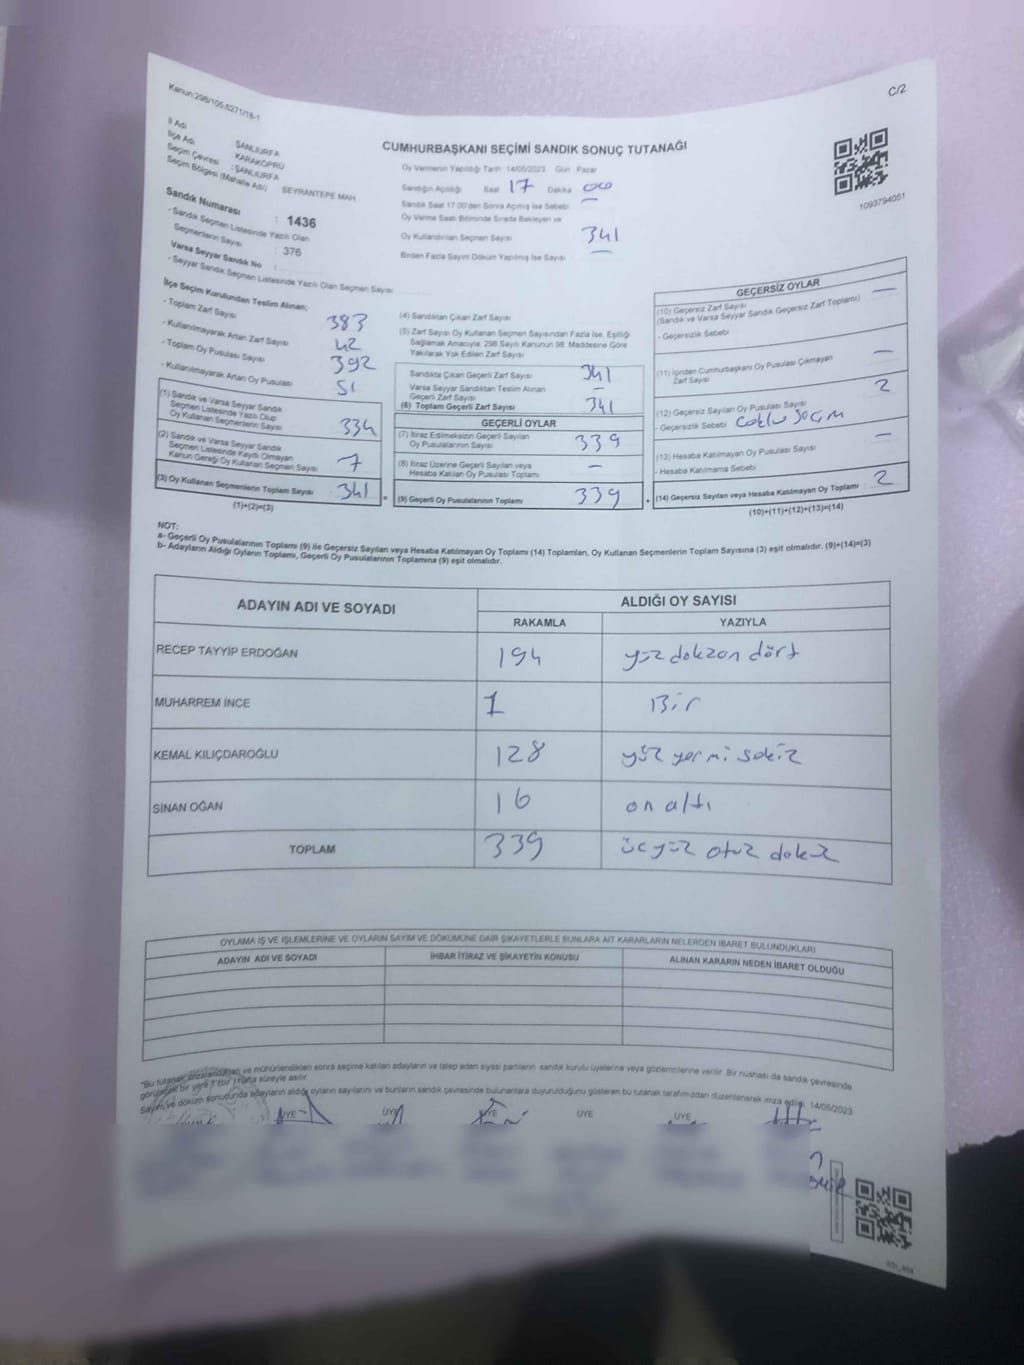 Kanun:298/105;6271/18-1
C/2
İl Adı : ŞANLIURFA
İlçe Adı : KARAKÖPRÜ
Seçim Çevresi : ŞANLIURFA
Seçim Bölgesi (Mahalle Adı) SEYRANTEPE MAH.
CUMHURBAŞKANI SEÇİMİ SANDIK SONUÇ TUTANAĞI
Oy Vermenin Yapıldığı Tarih 14/05/2023 Gün Pazar
Sandığın Açıldığı Saat 17 Dakika 00
Sandık Saat 17.00'den Sonra Açılmış İse Sebebi
Oy Verme Saati Bitiminde Sırada Bekleyen ve
Oy Kullandırılan Seçmen Sayısı 341
Birden Fazla Sayım Döküm Yapılmış İse Sayısı —
1093794051
Sandık Numarası : 1436
- Sandık Seçmen Listesinde Yazılı Olan
Seçmenlerin Sayısı : 376
Varsa Seyyar Sandık No :
- Seyyar Sandık Seçmen Listesinde Yazılı Olan Seçmen Sayısı
İlçe Seçim Kurulundan Teslim Alınan;
- Toplam Zarf Sayısı 383
- Kullanılmayarak Artan Zarf Sayısı 42
- Toplam Oy Pusulası Sayısı 392
- Kullanılmayarak Artan Oy Pusulası 51
(1) Sandık ve Varsa Seyyar Sandık
Seçmen Listesinde Yazılı Olup
Oy Kullanan Seçmenlerin Sayısı 334
(2) Sandık ve Varsa Seyyar Sandık
Seçmen Listesinde Kayıtlı Olmayan
Kanun Gereği Oy Kullanan Seçmen Sayısı 7
(3) Oy Kullanan Seçmenlerin Toplam Sayısı 341
(1)+(2)=(3)
(4) Sandıktan Çıkan Zarf Sayısı
(5) Zarf Sayısı Oy Kullanan Seçmen Sayısından Fazla İse, Eşitliği
Sağlamak Amacıyla; 298 Sayılı Kanunun 98. Maddesine Göre
Yakılarak Yok Edilen Zarf Sayısı
Sandıkta Çıkan Geçerli Zarf Sayısı 341
Varsa Seyyar Sandıktan Teslim Alınan
Geçerli Zarf Sayısı —
(6) Toplam Geçerli Zarf Sayısı 341
GEÇERLİ OYLAR
(7) İtiraz Edilmeksizin Geçerli Sayılan
Oy Pusulalarının Sayısı 339
(8) İtiraz Üzerine Geçerli Sayılan veya
Hesaba Katılan Oy Pusulası Toplamı —
(9) Geçerli Oy Pusulalarının Toplamı 339
GEÇERSİZ OYLAR
(10) Geçersiz Zarf Sayısı
(Sandık ve Varsa Seyyar Sandık Geçersiz Zarf Toplamı) —
- Geçersizlik Sebebi
(11) İçinden Cumhurbaşkanı Oy Pusulası Çıkmayan
Zarf Sayısı —
(12) Geçersiz Sayılan Oy Pusulası Sayısı 2
- Geçersizlik Sebebi Çoklu Seçim
(13) Hesaba Katılmayan Oy Pusulası Sayısı —
- Hesaba Katılmama Sebebi
(14) Geçersiz Sayılan veya Hesaba Katılmayan Oy Toplamı 2
(10)+(11)+(12)+(13)=(14)
NOT:
a- Geçerli Oy Pusulalarının Toplamı (9) ile Geçersiz Sayılan veya Hesaba Katılmayan Oy Toplamı (14) Toplamları, Oy Kullanan Seçmenlerin Toplam Sayısına (3) eşit olmalıdır. (9)+(14)=(3)
b- Adayların Aldığı Oyların Toplamı, Geçerli Oy Pusulalarının Toplamına (9) eşit olmalıdır.
ADAYIN ADI VE SOYADI ALDIĞI OY SAYISI
RAKAMLA YAZIYLA
RECEP TAYYİP ERDOĞAN 194 yüz dokzan dört
MUHARREM İNCE 1 Bir
KEMAL KILIÇDAROĞLU 128 yüz yermi sekiz
SİNAN OĞAN 16 on altı
TOPLAM 339 üçyüz otuz dokuz
OYLAMA İŞ VE İŞLEMLERİNE VE OYLARIN SAYIM VE DÖKÜMÜNE DAİR ŞİKAYETLERLE BUNLARA AİT KARARLARIN NELERDEN İBARET BULUNDUKLARI
ADAYIN ADI VE SOYADI İHBAR İTİRAZ VE ŞİKAYETİN KONUSU ALINAN KARARIN NEDEN İBARET OLDUĞU
"Bu tutanak, imzalandıktan ve mühürlendikten sonra seçime katılan adayların ve talep eden siyasi partilerin sandık kurulu üyelerine veya gözlemcilerine verilir. Bir nüshası da sandık çevresinde
görülecek bir yere 1 (bir) hafta süreyle asılır.
Sayım ve döküm sonucunda adayların aldığı oyların sayılarını ve bunların sandık çevresinde bulunanlara duyurulduğunu gösteren bu tutanak tarafımızdan düzenlenerek imza edildi. 14/05/2023
ÜYE ÜYE ÜYE ÜYE ÜYE